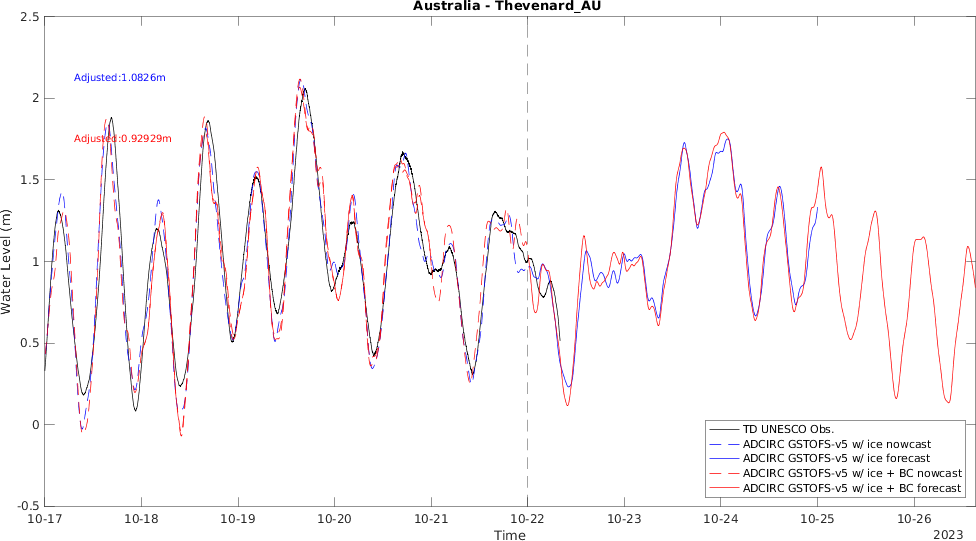 Australia - Thevenard_AU
2.5
2
1.5
1
0.5
0
-0.5
Water Level (m)
Adjusted:1.0826m
Adjusted:0.92929m
TD UNESCO Obs.
ADCIRC GSTOFS-v5 w/ ice nowcast
ADCIRC GSTOFS-v5 w/ ice forecast
ADCIRC GSTOFS-v5 w/ ice + BC nowcast
ADCIRC GSTOFS-v5 w/ ice + BC forecast
10-17 10-18 10-19 10-20 10-21 10-22 10-23 10-24 10-25 10-26
Time
2023